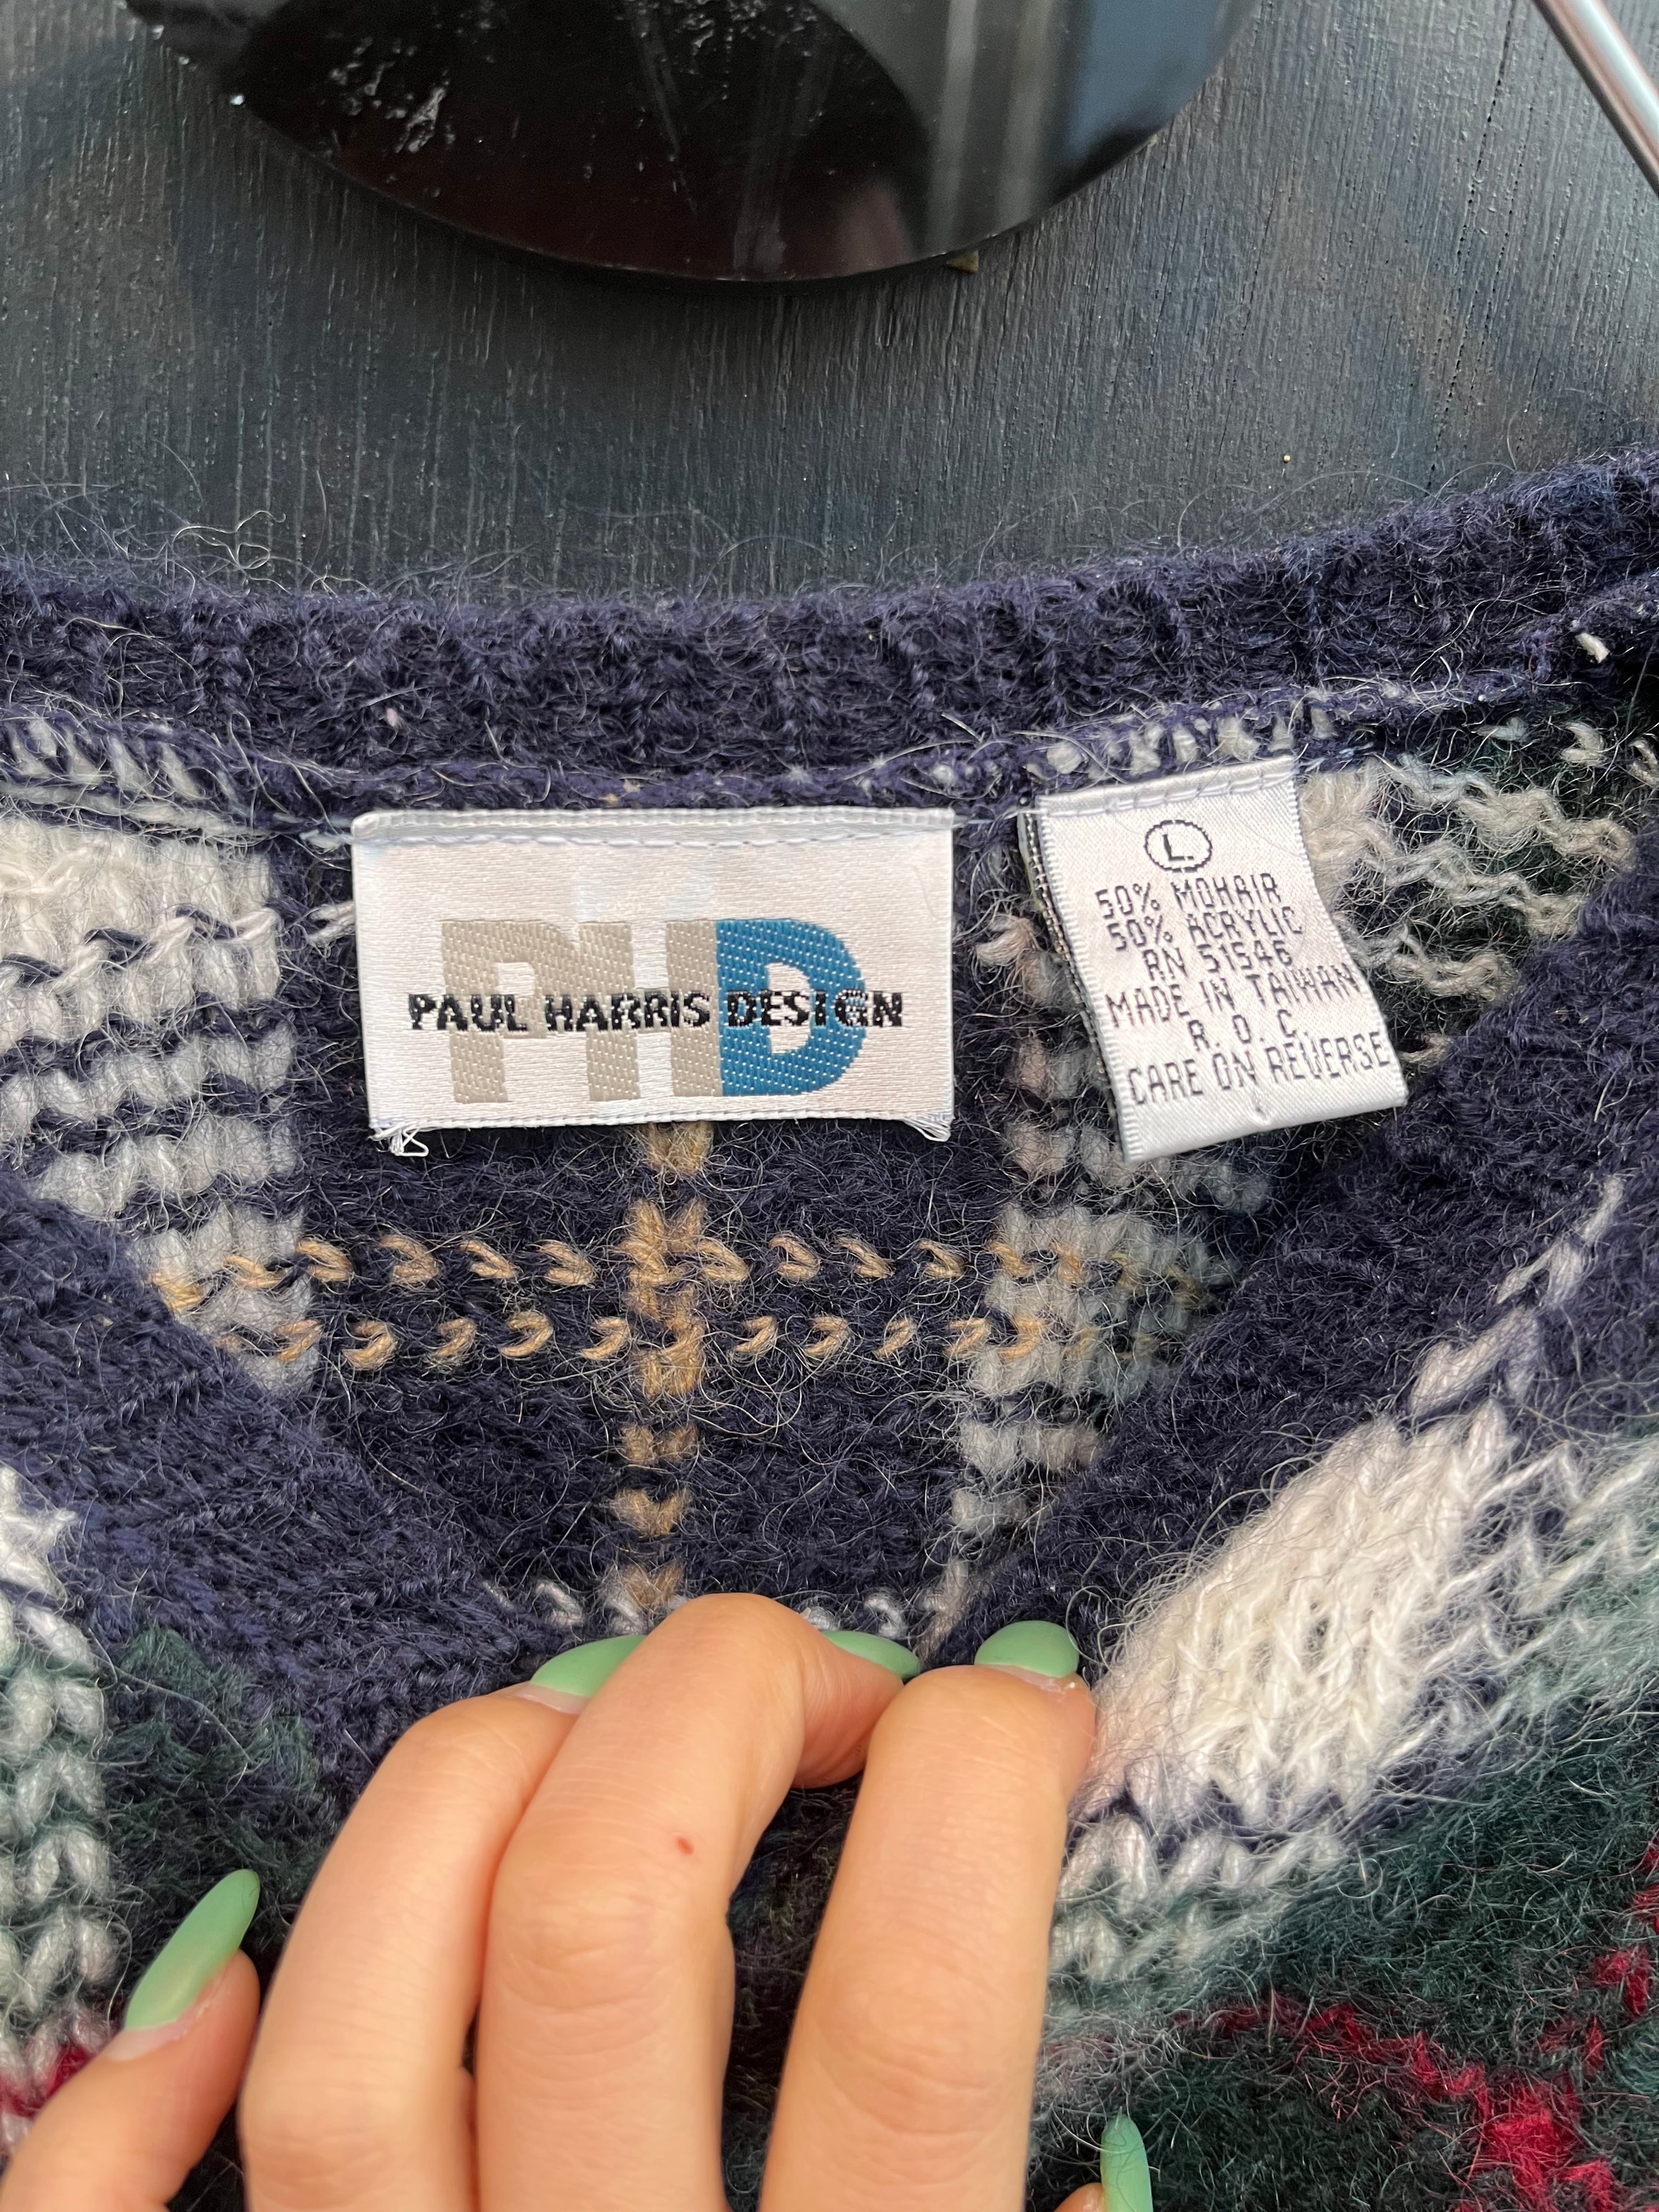 PHD
PAUL HARRIS DESIGN
L.
50% MOHAIR
50% ACRYLIC
RN 51546
MADE IN TAIWAN
R. O. C
CARE ON REVERSE